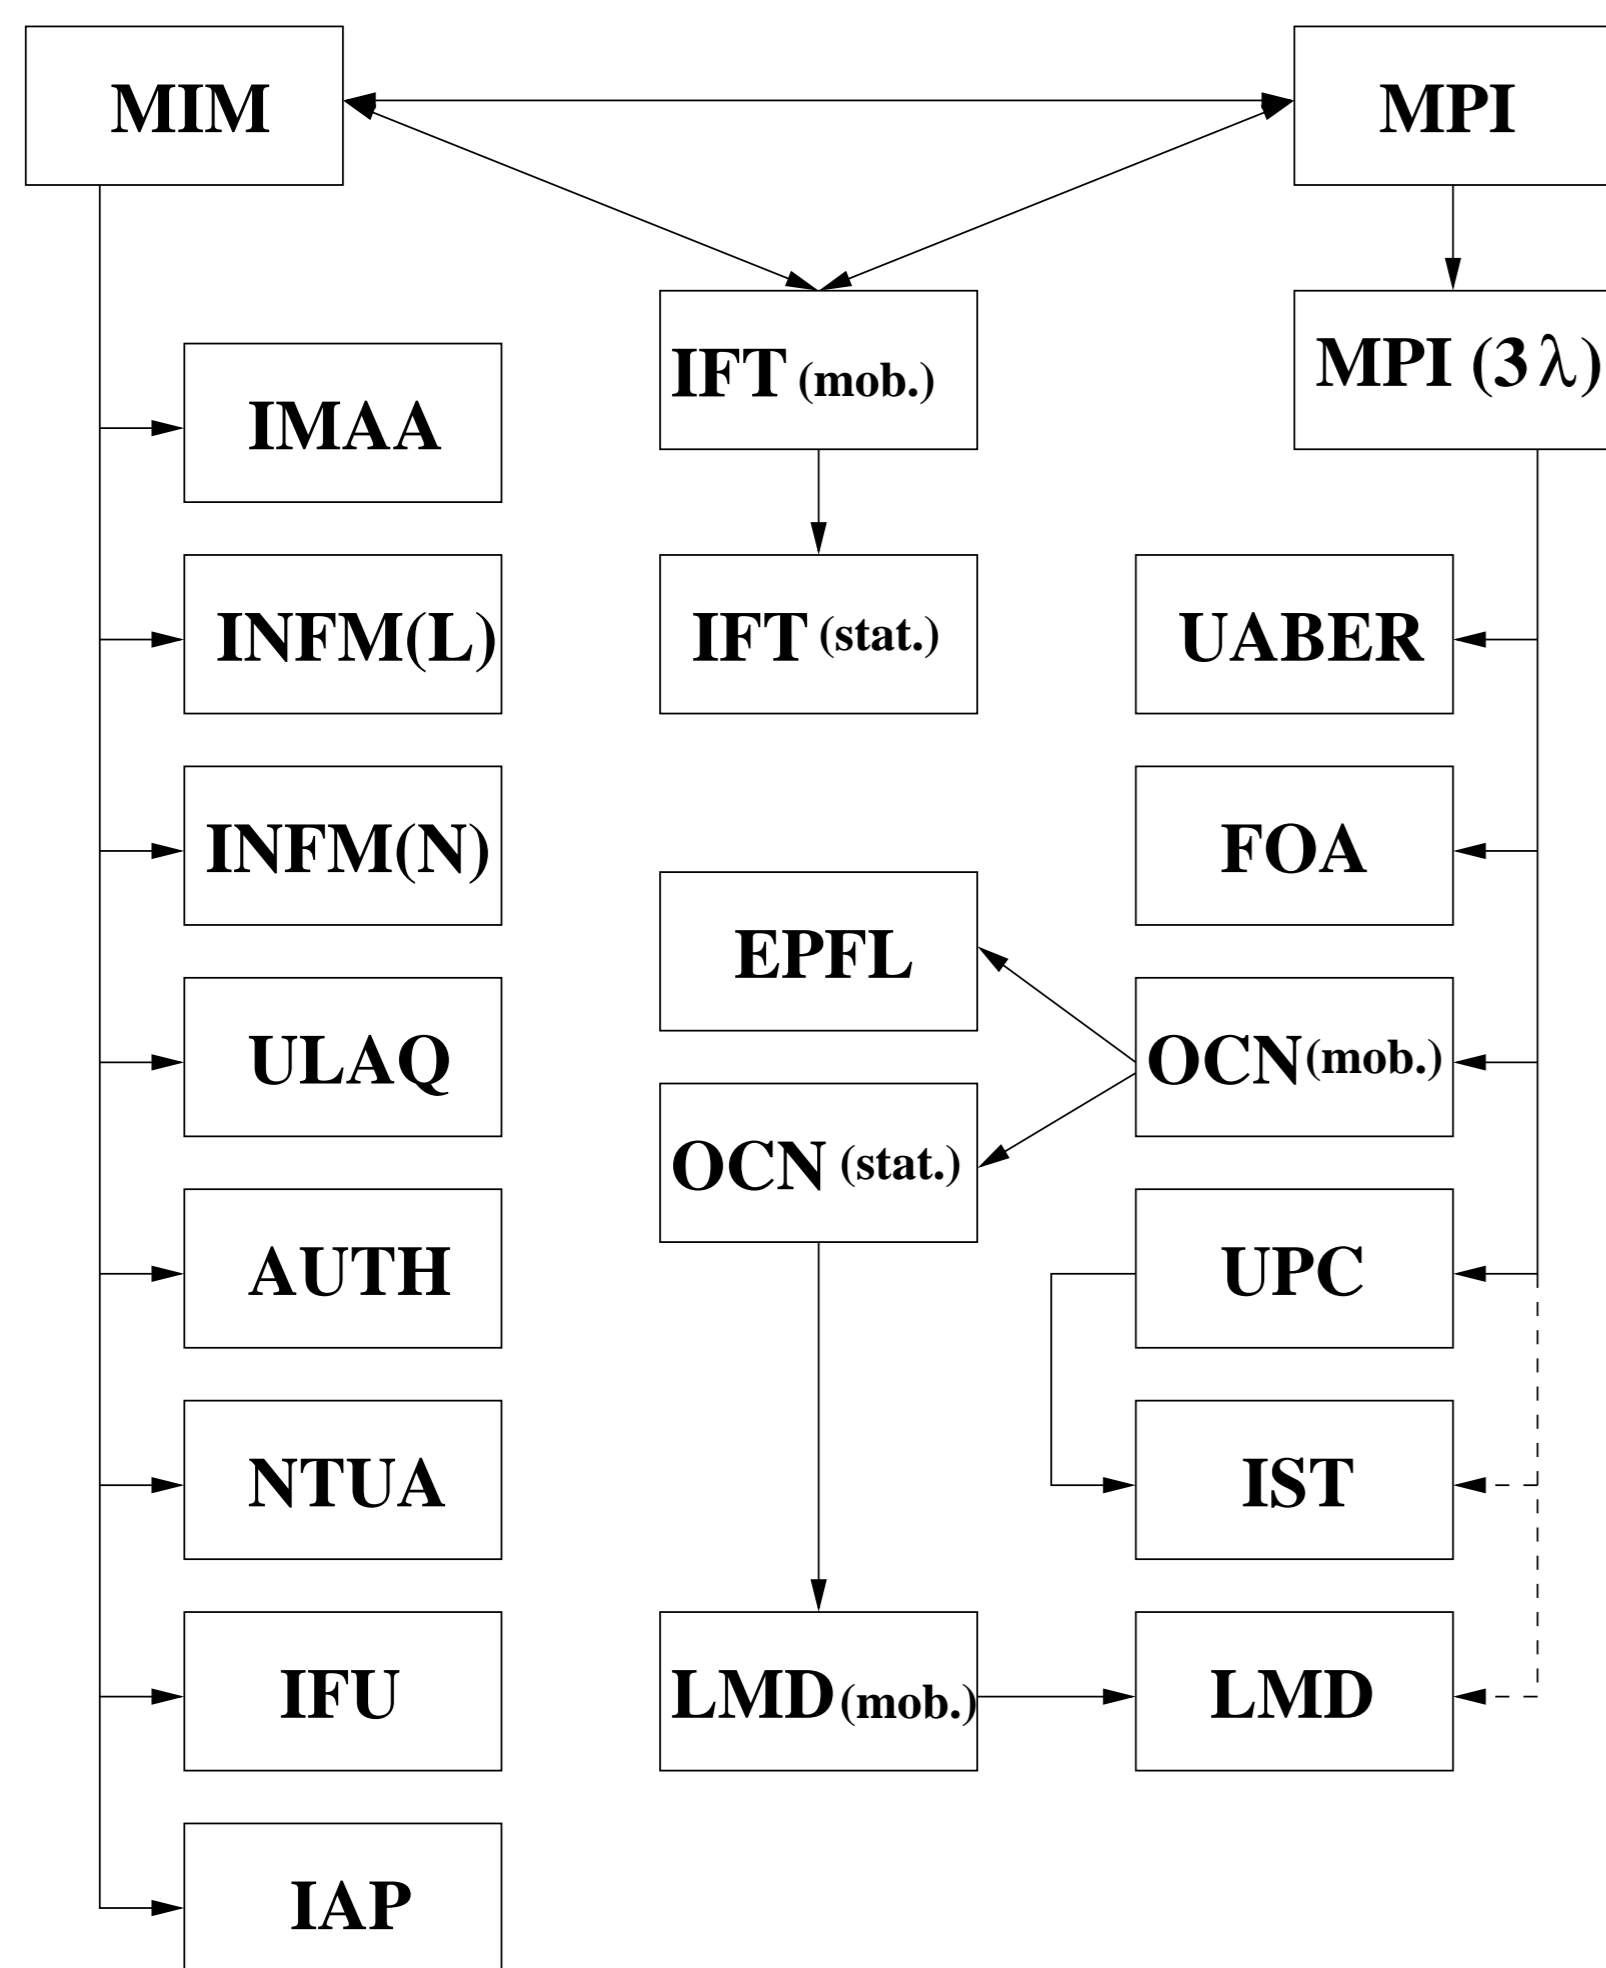 MIM
MPI
IFT (mob.)
MPI (3 λ)
IMAA
INFM(L)
IFT (stat.)
UABER
INFM(N)
FOA
EPFL
ULAQ
OCN (mob.)
OCN (stat.)
AUTH
UPC
NTUA
IST
IFU
LMD (mob.)
LMD
IAP